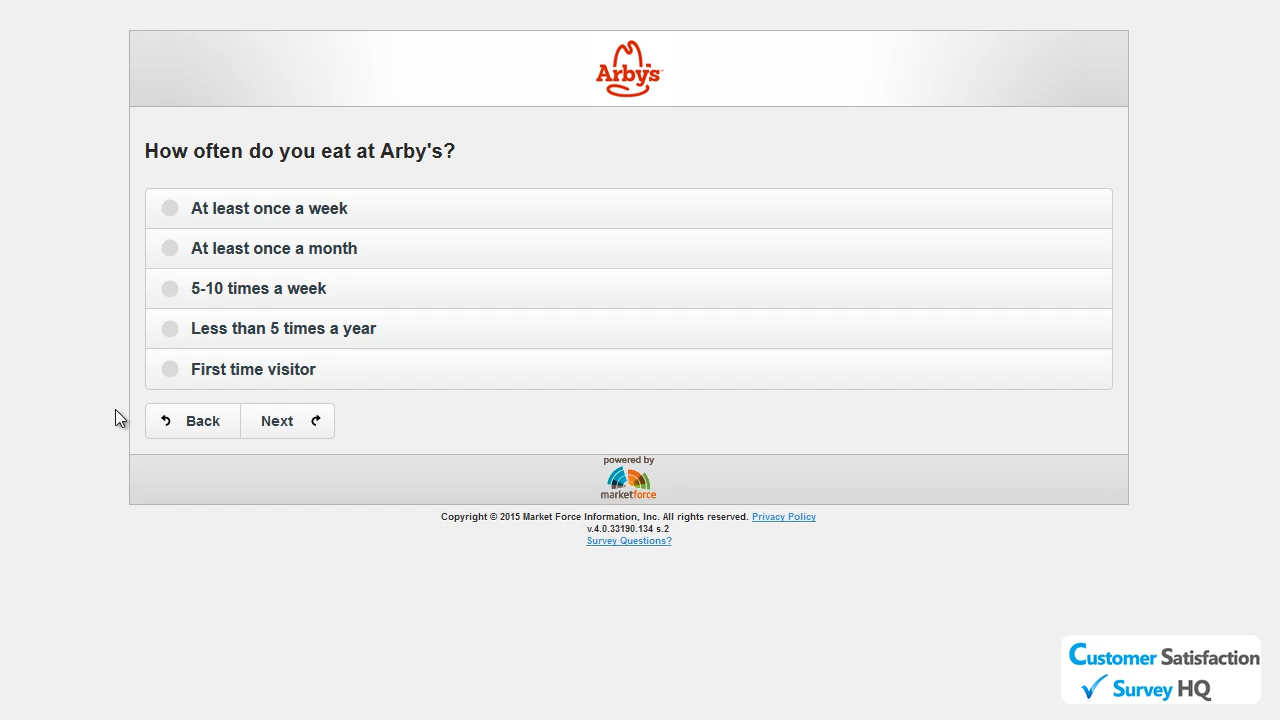 Arby's
How often do you eat at Arby's?
At least once a week
At least once a month
5-10 times a week
Less than 5 times a year
First time visitor
Back
Next
powered by
marketforce
Copyright © 2015 Market Force Information, Inc. All rights reserved. Privacy Policy
v.4.0.33190.134 s.2
Survey Questions?
Customer Satisfaction
Survey HQ